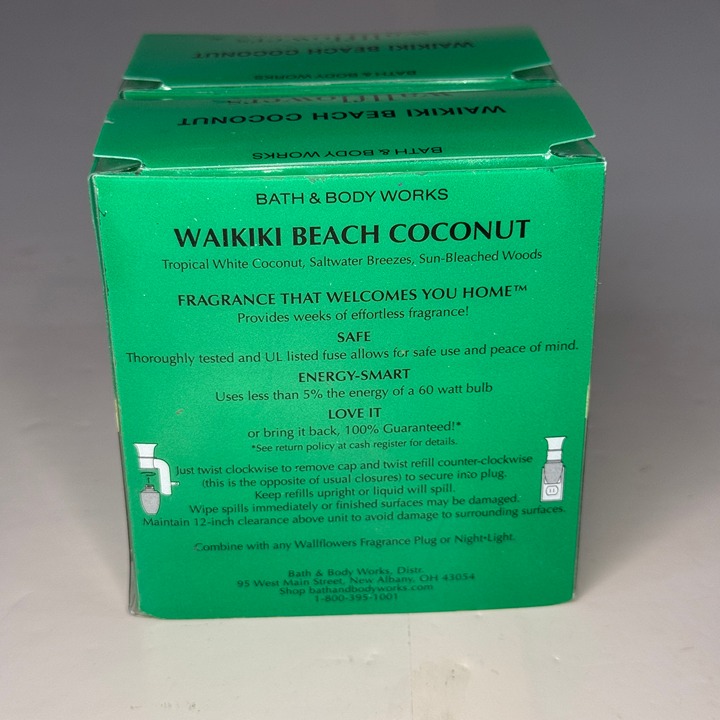 Wallflowers
WAIKIKI BEACH COCONUT
BATH & BODY WORKS
Wallflowers
WAIKIKI BEACH COCONUT
BATH & BODY WORKS
BATH & BODY WORKS
WAIKIKI BEACH COCONUT
Tropical White Coconut, Saltwater Breezes, Sun-Bleached Woods
FRAGRANCE THAT WELCOMES YOU HOME™
Provides weeks of effortless fragrance!
SAFE
Thoroughly tested and UL listed fuse allows for safe use and peace of mind.
ENERGY-SMART
Uses less than 5% the energy of a 60 watt bulb
LOVE IT
or bring it back, 100% Guaranteed!*
*See return policy at cash register for details.
Just twist clockwise to remove cap and twist refill counter-clockwise
(this is the opposite of usual closures) to secure into plug.
Keep refills upright or liquid will spill.
Wipe spills immediately or finished surfaces may be damaged.
Maintain 12-inch clearance above unit to avoid damage to surrounding surfaces.
Combine with any Wallflowers Fragrance Plug or Night•Light.
Bath & Body Works, Distr.
95 West Main Street, New Albany, OH 43054
Shop bathandbodyworks.com
1-800-395-1001